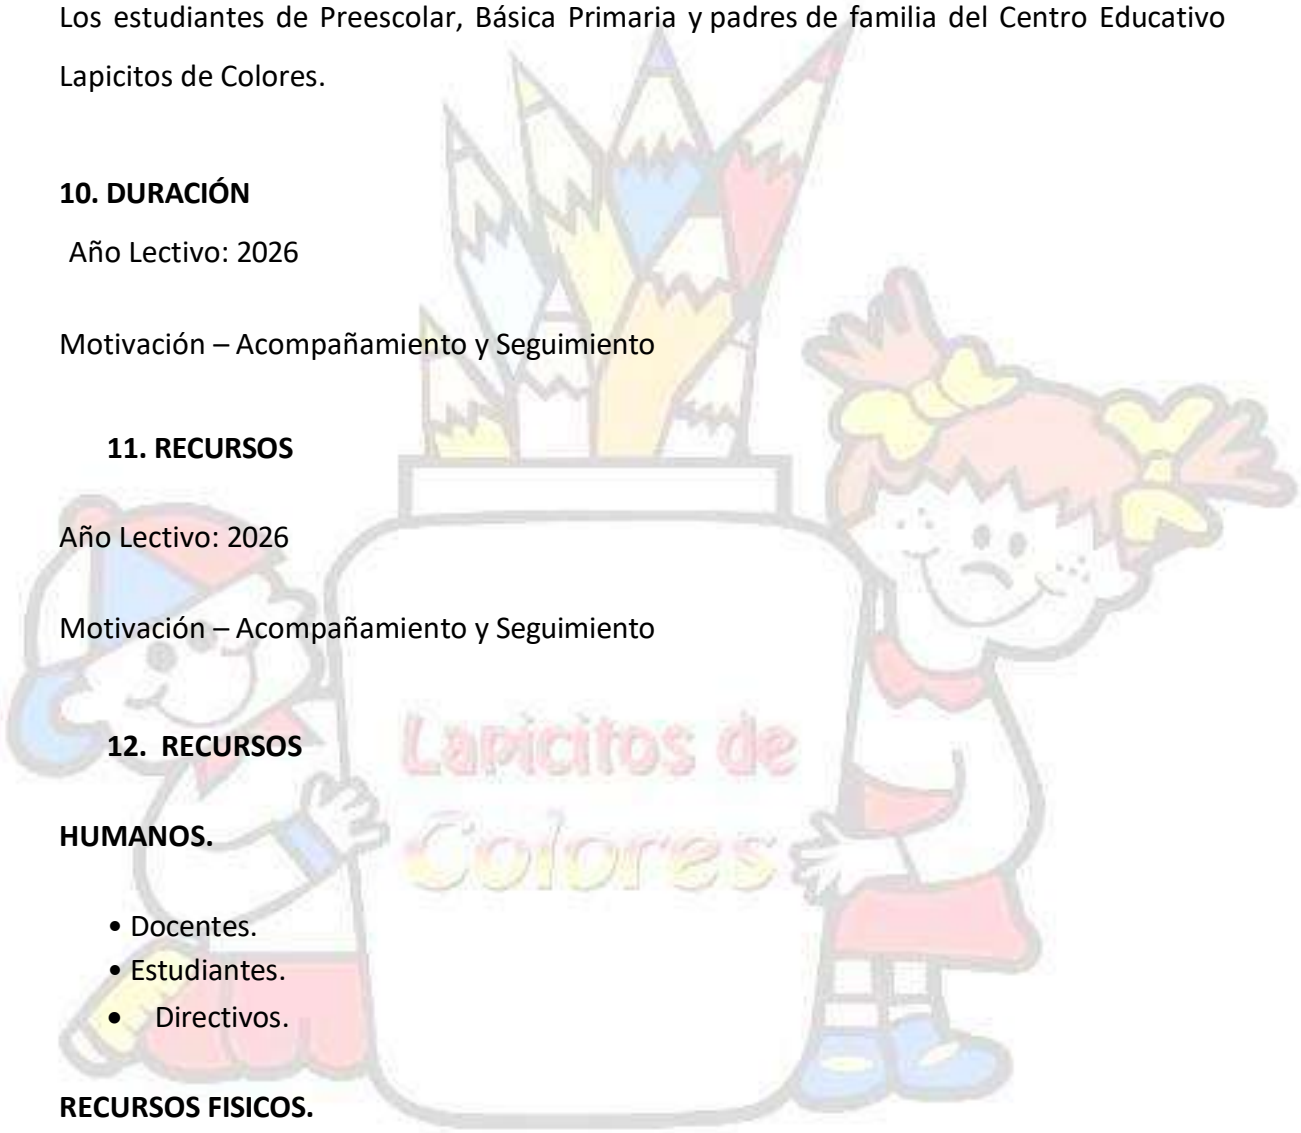 Los estudiantes de Preescolar, Básica Primaria y padres de familia del Centro Educativo
Lapicitos de Colores.
10. DURACIÓN
Año Lectivo: 2026
Motivación – Acompañamiento y Seguimiento
11. RECURSOS
Año Lectivo: 2026
Motivación – Acompañamiento y Seguimiento
Lapicitos de
Colores
12. RECURSOS
HUMANOS.
• Docentes.
• Estudiantes.
• Directivos.
RECURSOS FISICOS.